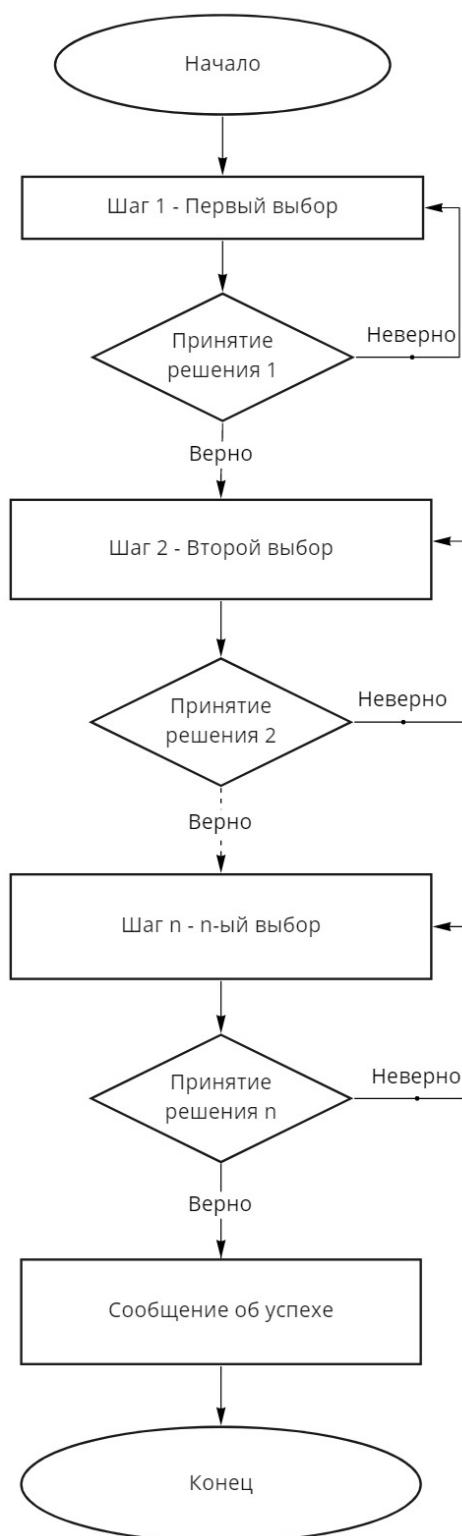 Начало
Шаг 1 - Первый выбор
Неверно
Принятие
решения 1
Верно
Шаг 2 - Второй выбор
Неверно
Принятие
решения 2
Верно
Шаг n - n-ый выбор
Неверно
Принятие
решения n
Верно
Сообщение об успехе
Конец